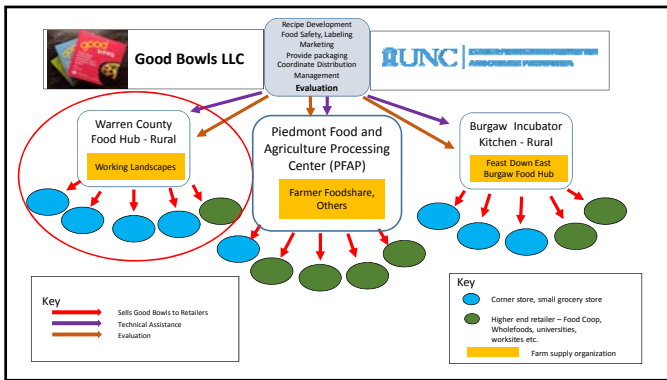 Recipe Development
Food Safety, Labeling
Marketing
Provide packaging
Coordinate Distribution
Management
Evaluation
good
bowls
Good Bowls LLC
UNC
Warren County
Food Hub - Rural
Working Landscapes
Piedmont Food and
Agriculture Processing
Center (PFAP)
Farmer Foodshare,
Others
Burgaw Incubator
Kitchen - Rural
Feast Down East
Burgaw Food Hub
Key
Sells Good Bowls to Retailers
Technical Assistance
Evaluation
Key
Corner store, small grocery store
Higher end retailer – Food Coop,
Wholefoods, universities,
worksites etc.
Farm supply organization